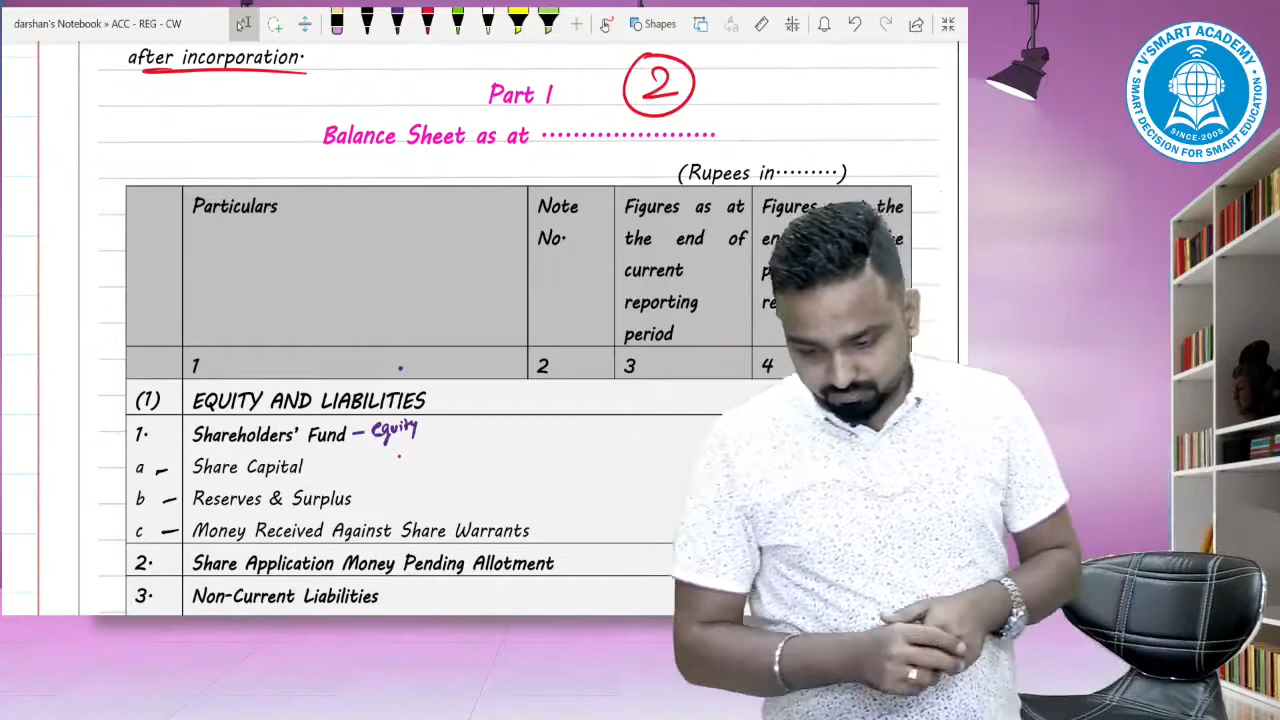 darshan's Notebook » ACC - REG - CW
Shapes
after incorporation.
Part I
2
Balance Sheet as at ......................
(Rupees in.........)
Particulars
Note No.
Figures as at the end of current reporting period
the
1
2
3
4
(1) EQUITY AND LIABILITIES
1. Shareholders' Fund - equity
a - Share Capital
b - Reserves & Surplus
c - Money Received Against Share Warrants
2. Share Application Money Pending Allotment
3. Non-Current Liabilities
V'SMART ACADEMY
SMART DECISION FOR SMART EDUCATION
SINCE-2005